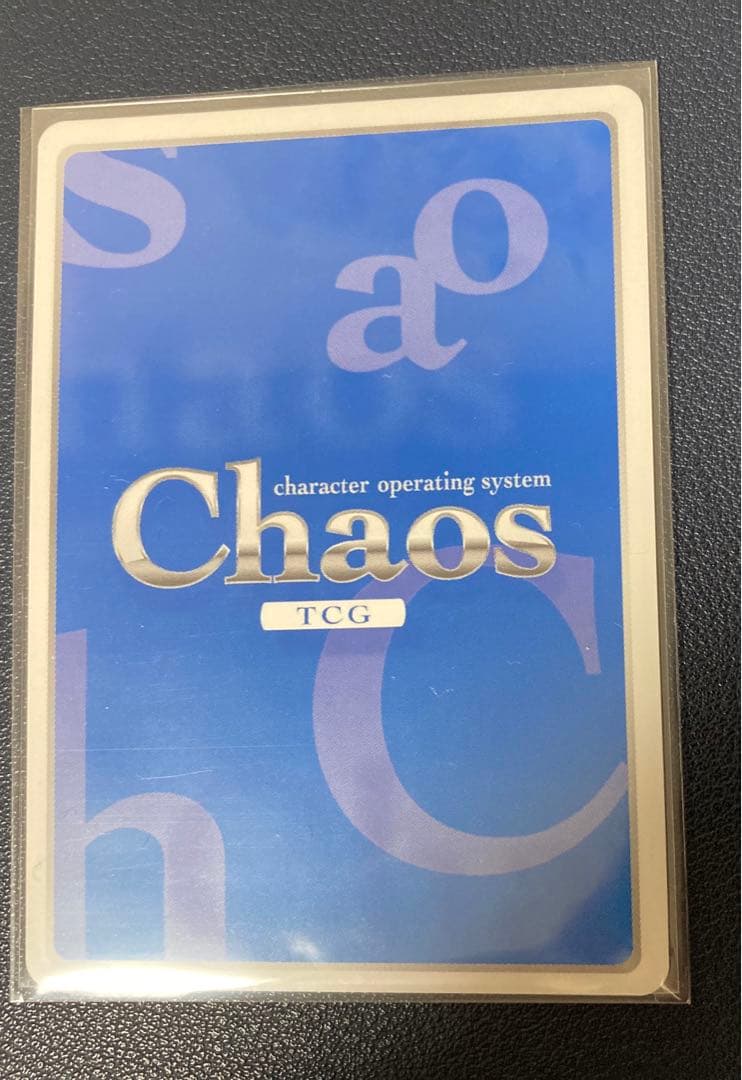 s
o
a
character operating system
Chaos
TCG
C
h